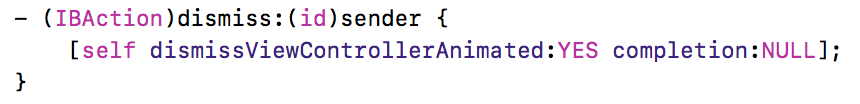 - (IBAction)dismiss:(id)sender {
    [self dismissViewControllerAnimated:YES completion:NULL];
}